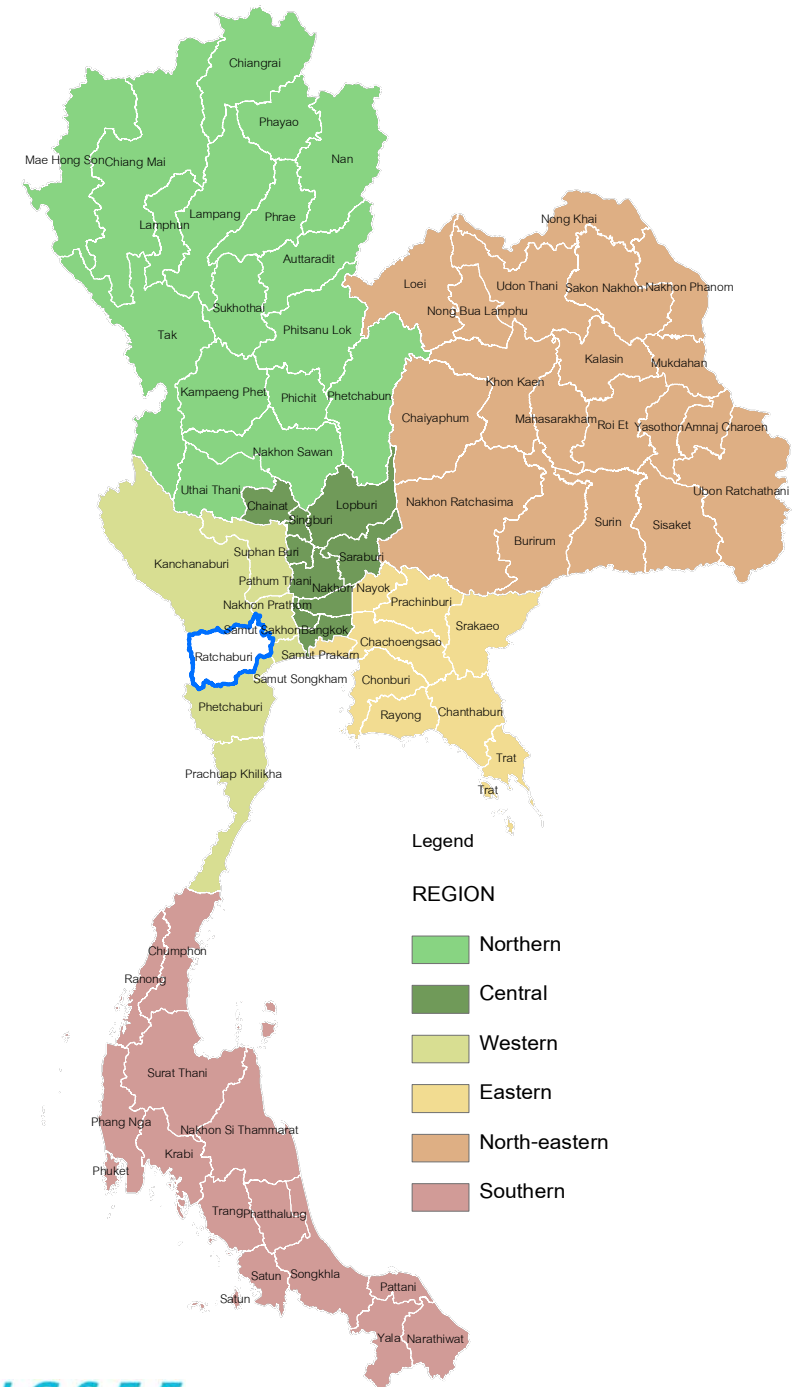 Chiangrai
Phayao
Mae Hong Son
Chiang Mai
Nan
Lampang
Phrae
Lamphun
Nong Khai
Auttaradit
Loei
Udon Thani
Sakon Nakhon
Nakhon Phanom
Sukhothai
Nong Bua Lamphu
Phitsanu Lok
Tak
Kalasin
Mukdahan
Khon Kaen
Kampaeng Phet
Phichit
Phetchabun
Chaiyaphum
Mahasarakham
Roi Et
Yasothon
Amnaj Charoen
Nakhon Sawan
Uthai Thani
Chainat
Lopburi
Nakhon Ratchasima
Ubon Ratchathani
Singburi
Surin
Sisaket
Burirum
Suphan Buri
Saraburi
Kanchanaburi
Pathum Thani
Nakhon Nayok
Nakhon Prathom
Prachinburi
Srakaeo
Samut Sakhon
Bangkok
Chachoengsao
Ratchaburi
Samut Prakarn
Samut Songkham
Chonburi
Phetchaburi
Rayong
Chanthaburi
Trat
Prachuap Khilikha
Trat
Legend
REGION
Northern
Central
Western
Eastern
North-eastern
Southern
Chumphon
Ranong
Surat Thani
Phang Nga
Nakhon Si Thammarat
Krabi
Phuket
Trang
Phatthalung
Satun
Songkhla
Pattani
Satun
Yala
Narathiwat